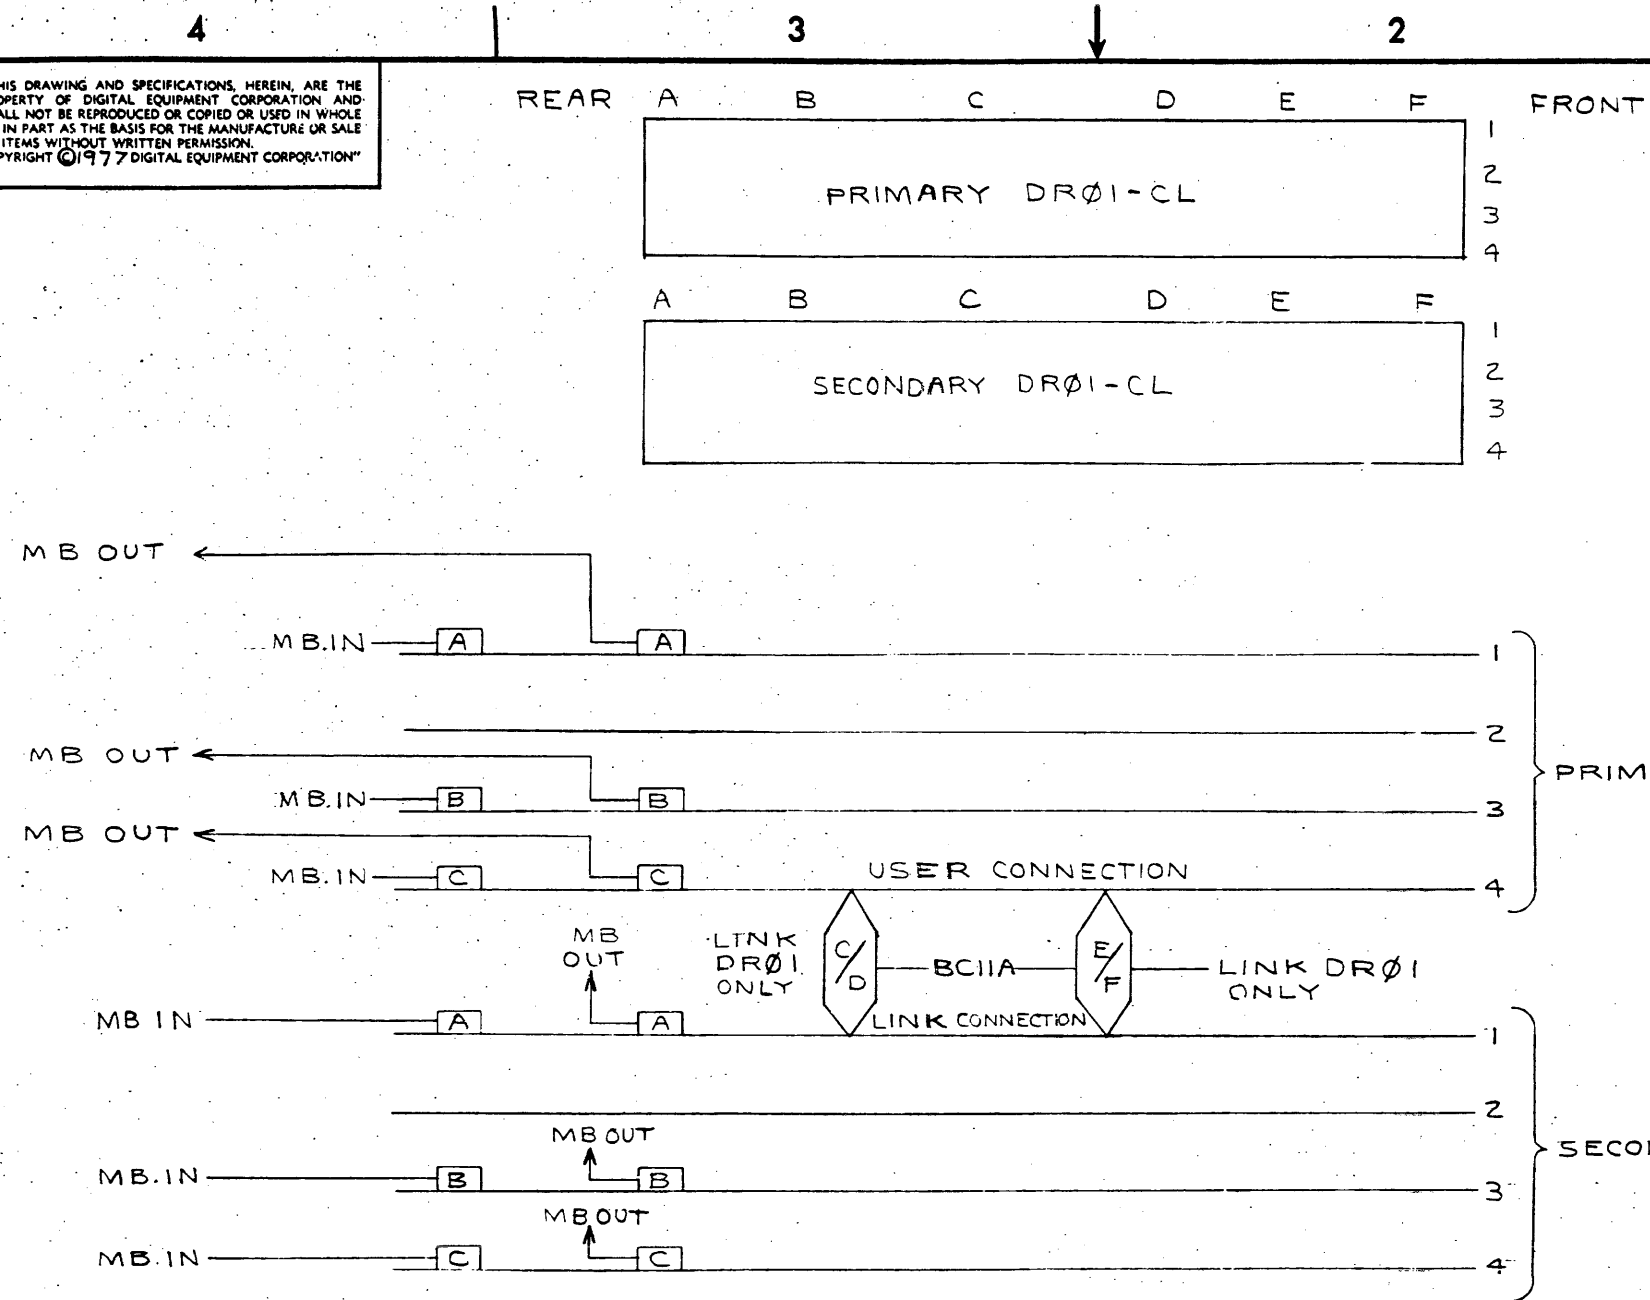 4 3 2
HIS DRAWING AND SPECIFICATIONS, HEREIN, ARE THE
OPERTY OF DIGITAL EQUIPMENT CORPORATION AND
ALL NOT BE REPRODUCED OR COPIED OR USED IN WHOLE
IN PART AS THE BASIS FOR THE MANUFACTURE OR SALE
ITEMS WITHOUT WRITTEN PERMISSION.
PYRIGHT ©1977 DIGITAL EQUIPMENT CORPORATION"
REAR A B C D E F FRONT
1
2
PRIMARY DRØ1-CL
3
4
A B C D E F
1
2
SECONDARY DRØ1-CL
3
4
MB OUT
MB.IN A A 1
2
MB OUT
PRIM
MB.IN B B 3
MB OUT
USER CONNECTION
MB.IN C C 4
MB
OUT
LINK
DRØ1
ONLY
C/D
BC11A
E/F
LINK DRØ1
ONLY
MB IN A A LINK CONNECTION 1
2
MB OUT
SECO
MB.IN B B 3
MB OUT
MB.IN C C 4